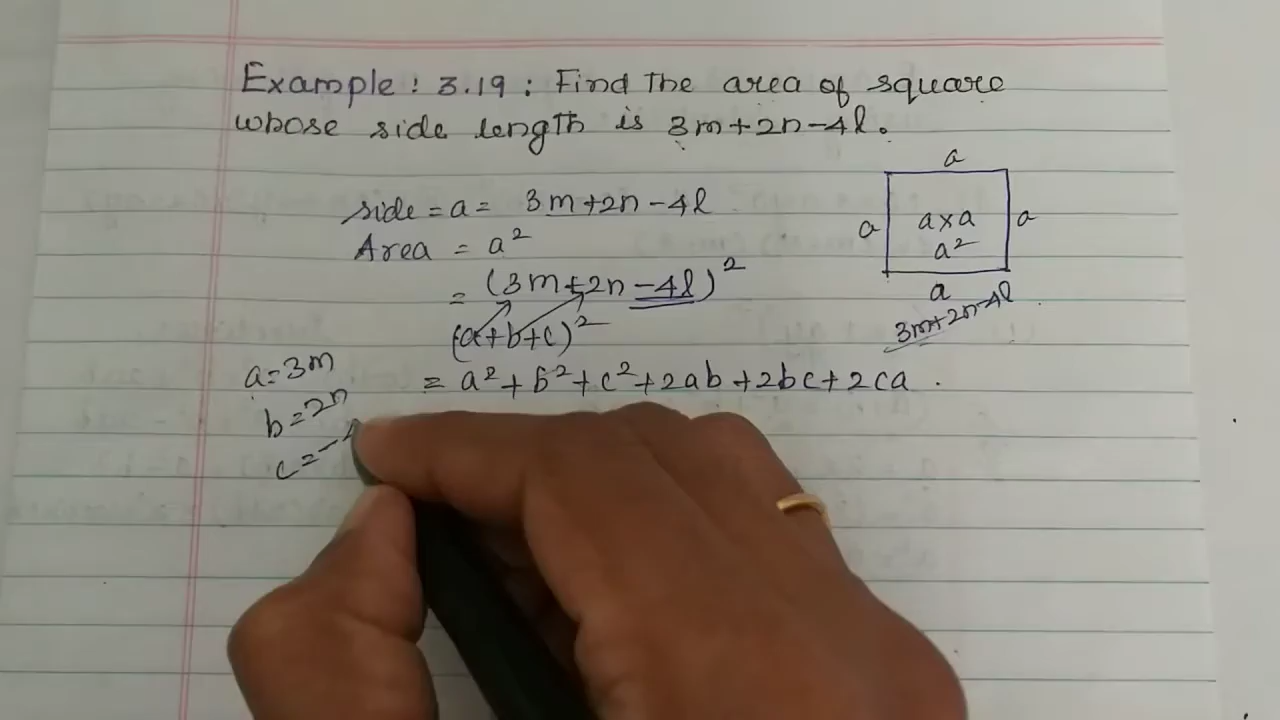 Example : 3.19 : Find the area of square
whose side length is 3m+2n-4l.
side = a = 3m+2n-4l
Area = a²
= (3m+2n-4l)²
(a+b+c)²
= a²+b²+c²+2ab+2bc+2ca .
a=3m
b=2n
c=-4
a
a
a×a
a
a²
a
3m+2n-4l